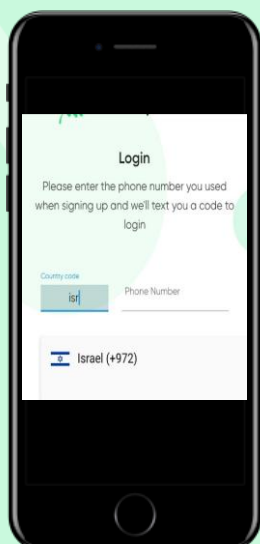 Login
Please enter the phone number you used
when signing up and we'll text you a code to
login
Country code
isr
Phone Number
Israel (+972)